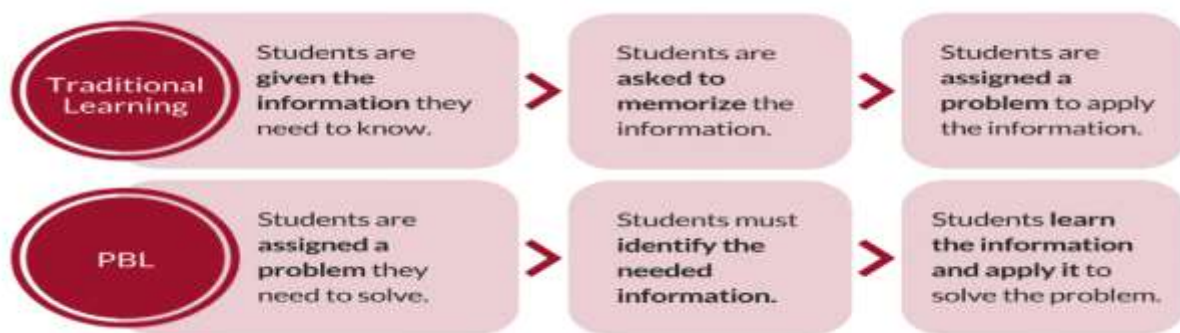 Traditional
Learning
Students are
given the
information they
need to know.
Students are
asked to
memorize the
information.
Students are
assigned a
problem to apply
the information.
PBL
Students are
assigned a
problem they
need to solve.
Students must
identify the
needed
information.
Students learn
the information
and apply it to
solve the problem.